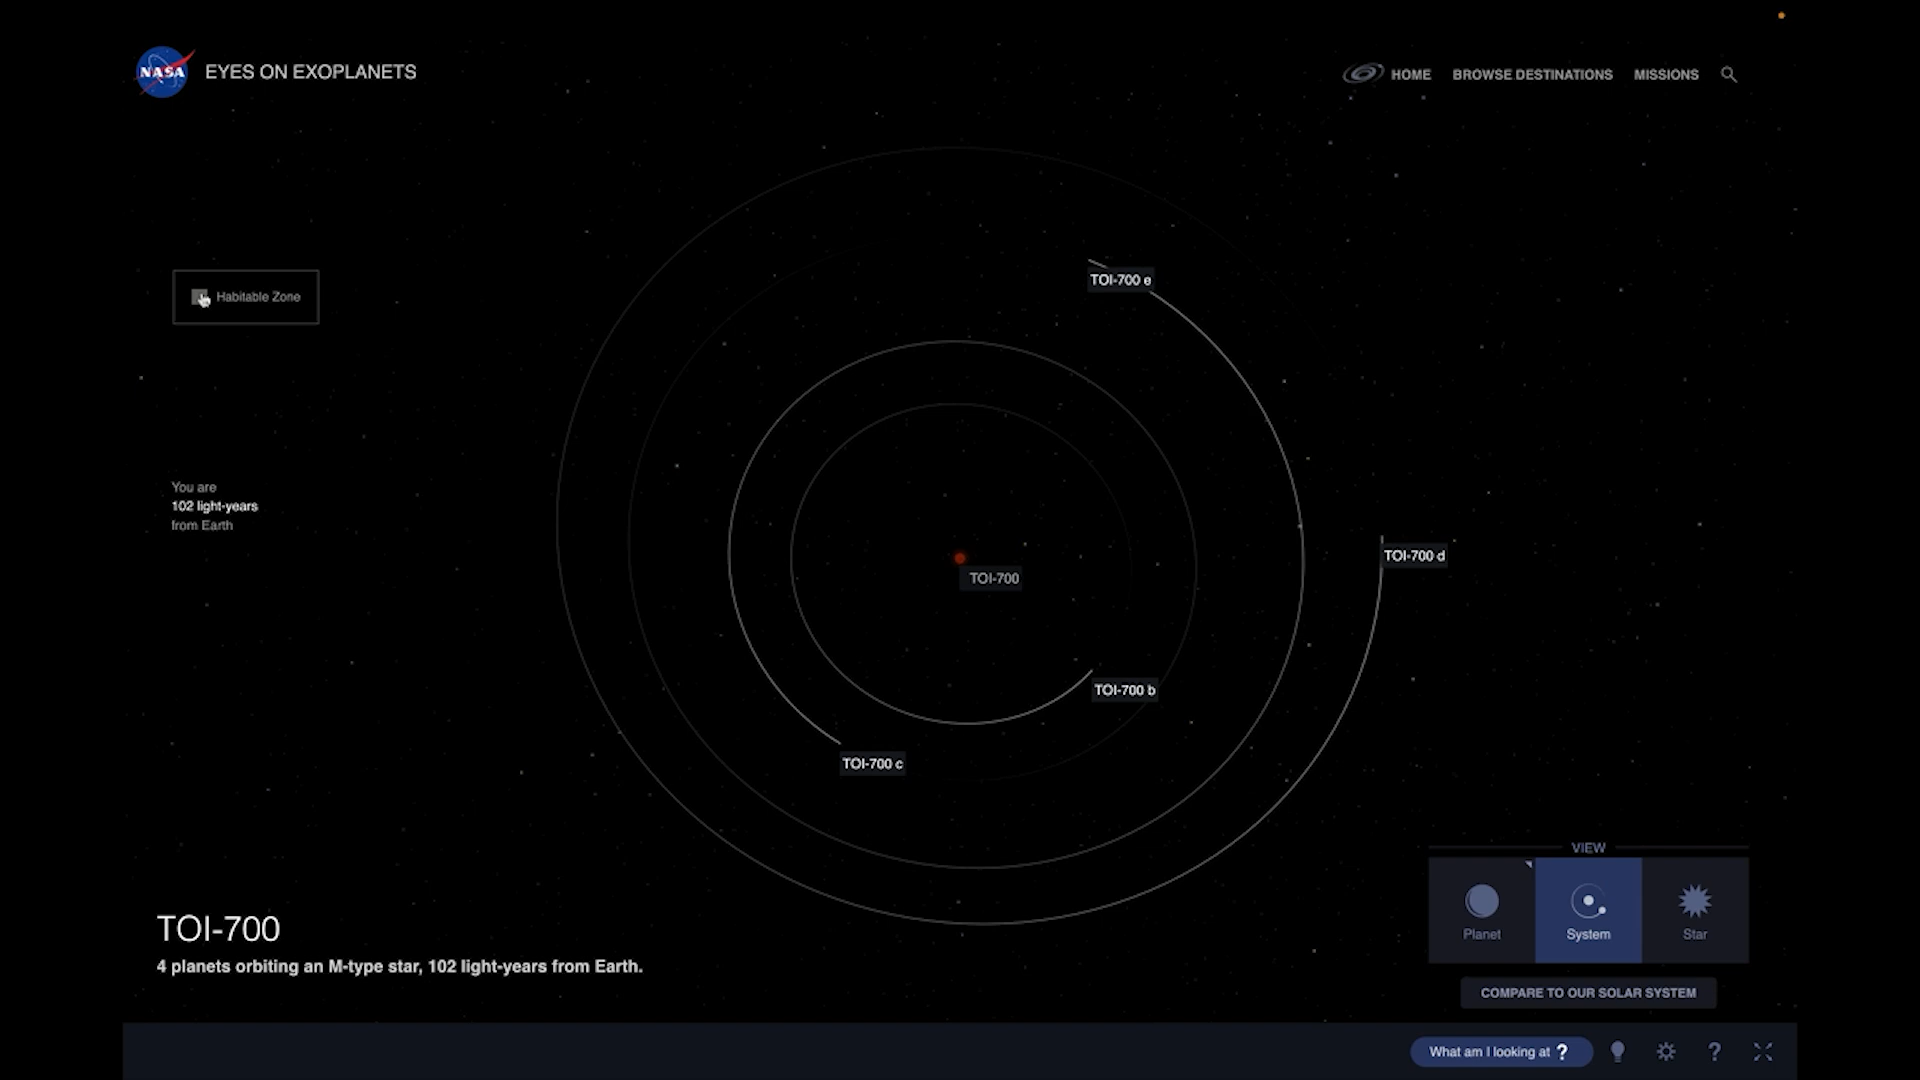 NASA
EYES ON EXOPLANETS
HOME
BROWSE DESTINATIONS
MISSIONS
Habitable Zone
TOI-700 e
You are
102 light-years
from Earth
TOI-700 d
TOI-700
TOI-700 b
TOI-700 c
VIEW
Planet
System
Star
TOI-700
4 planets orbiting an M-type star, 102 light-years from Earth.
COMPARE TO OUR SOLAR SYSTEM
What am I looking at ?
?